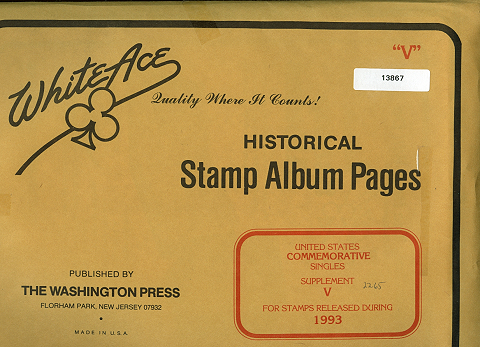 White Ace
Quality Where It Counts!
"V"
13867
HISTORICAL
Stamp Album Pages
PUBLISHED BY
THE WASHINGTON PRESS
FLORHAM PARK, NEW JERSEY 07932
•
MADE IN U.S.A.
UNITED STATES
COMMEMORATIVE
SINGLES
SUPPLEMENT
V 2265
FOR STAMPS RELEASED DURING
1993